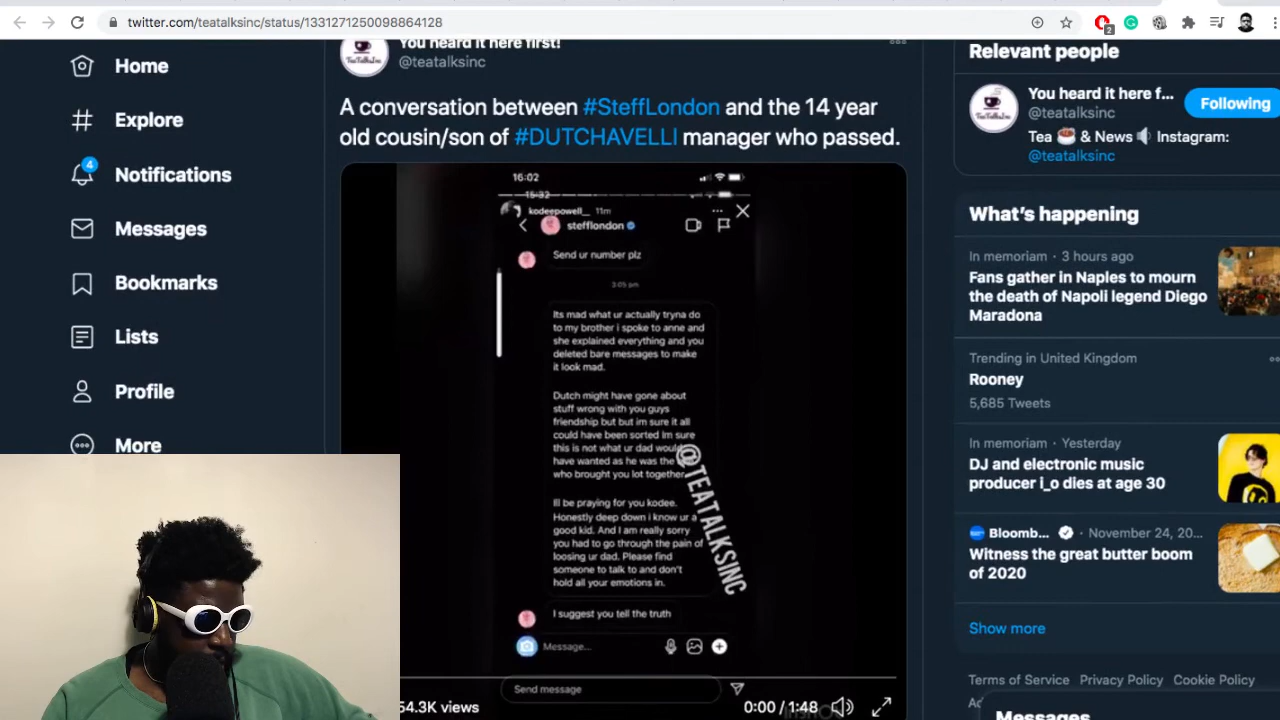 twitter.com/teatalksinc/status/1331271250098864128
2
Home
Explore
4
Notifications
Messages
Bookmarks
Lists
Profile
More
You heard it here first!
@teatalksinc
A conversation between #SteffLondon and the 14 year
old cousin/son of #DUTCHAVELLI manager who passed.
16:02
15:32
kodeepowell__ 11m
stefflondon
Send ur number plz
3:05 pm
Its mad what ur actually tryna do
to my brother i spoke to anne and
she explained everything and you
deleted bare messages to make
it look mad.
Dutch might have gone about
stuff wrong with you guys
friendship but but im sure it all
could have been sorted Im sure
this is not what ur dad would
have wanted as he was the
who brought you lot together
Ill be praying for you kodee.
Honestly deep down i know ur a
good kid. And I am really sorry
you had to go through the pain of
loosing ur dad. Please find
someone to talk to and don't
hold all your emotions in.
I suggest you tell the truth
Message...
Send message
@TEATALKSINC
54.3K views
0:00 / 1:48
Relevant people
You heard it here f...
@teatalksinc
Following
Tea & News Instagram:
@teatalksinc
What's happening
In memoriam · 3 hours ago
Fans gather in Naples to mourn
the death of Napoli legend Diego
Maradona
Trending in United Kingdom
Rooney
5,685 Tweets
In memoriam · Yesterday
DJ and electronic music
producer i_o dies at age 30
Bloomb... · November 24, 20...
Witness the great butter boom
of 2020
Show more
Terms of Service Privacy Policy Cookie Policy
Messages